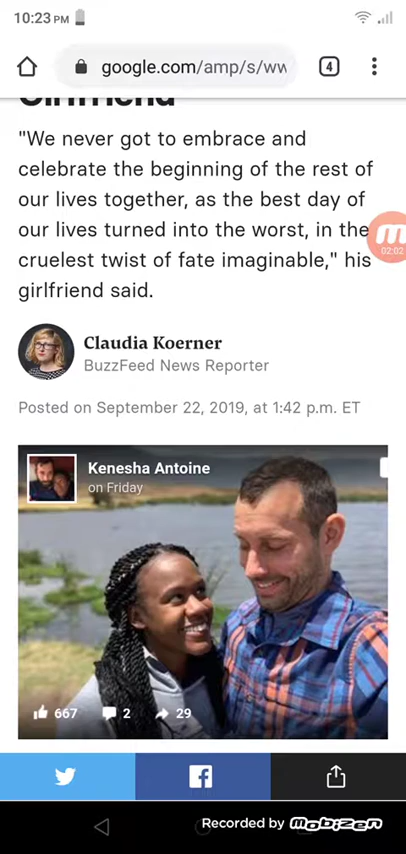 10:23 PM
google.com/amp/s/ww
4
Girlfriend
"We never got to embrace and
celebrate the beginning of the rest of
our lives together, as the best day of
our lives turned into the worst, in the
cruelest twist of fate imaginable," his
girlfriend said.
02:02
Claudia Koerner
BuzzFeed News Reporter
Posted on September 22, 2019, at 1:42 p.m. ET
Kenesha Antoine
on Friday
667 2 29
Recorded by Mobizen